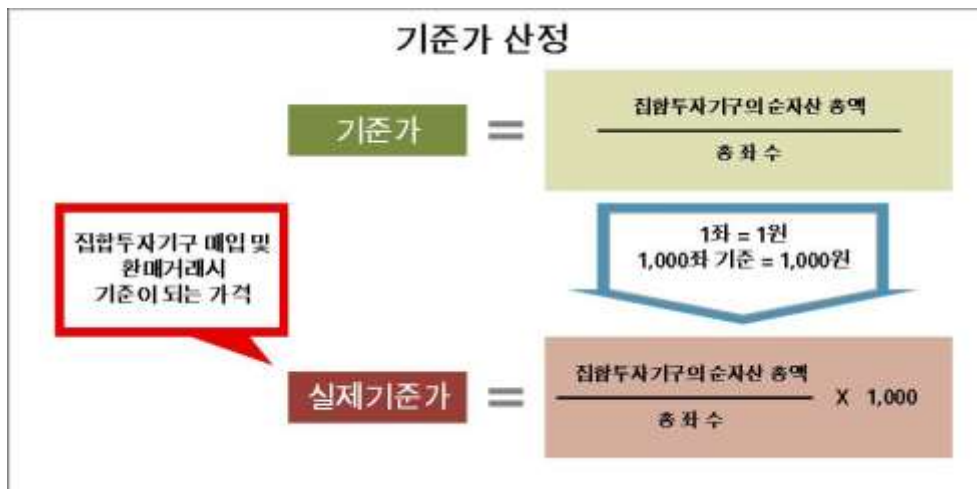 기준가 산정
기준가 =
집합투자기구의 순자산 총액
총 좌 수
1좌 = 1원
1,000좌 기준 = 1,000원
집합투자기구 매입 및
환매거래시
기준이 되는 가격
실제기준가 =
집합투자기구의 순자산 총액
총 좌 수
X 1,000